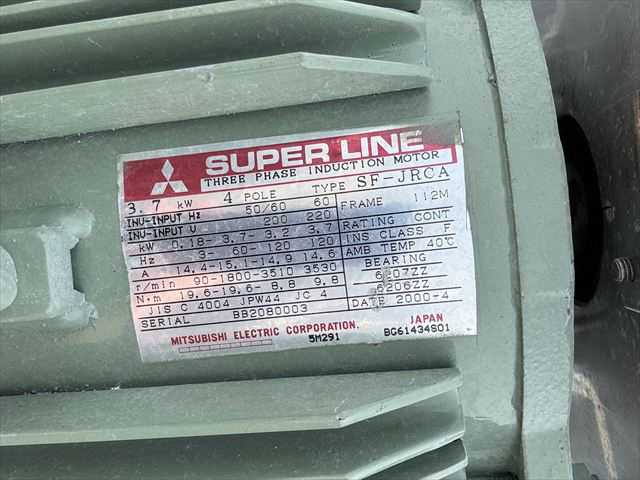 SUPER LINE
THREE PHASE INDUCTION MOTOR
3.7 kW 4 POLE TYPE SF-JRCA
INV-INPUT Hz 50/60 60 FRAME 112M
INV-INPUT V 200 220 RATING CONT
kW 0.18- 3.7- 3.2 3.7 INS CLASS F
Hz 3- 60-120 120 AMB TEMP 40℃
A 14.4-15.1-14.9 14.6 BEARING
r/min 90-1800-3510 3530 6207ZZ
N·m 19.6-19.6- 8.8 9.8 6206ZZ
JIS C 4004 JPW44 JC 4 DATE 2000-4
SERIAL BB2080003
MITSUBISHI ELECTRIC CORPORATION. JAPAN
5M291 BG61434S01